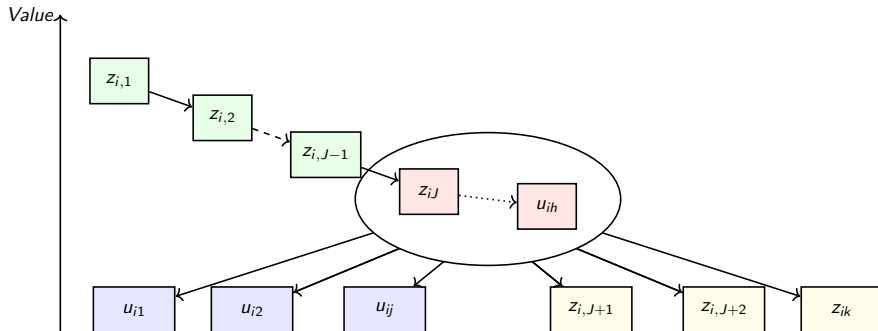 Value
z_{i,1}
z_{i,2}
z_{i,J−1}
z_{iJ}
u_{ih}
u_{i1} u_{i2} u_{ij} z_{i,J+1} z_{i,J+2} z_{ik}